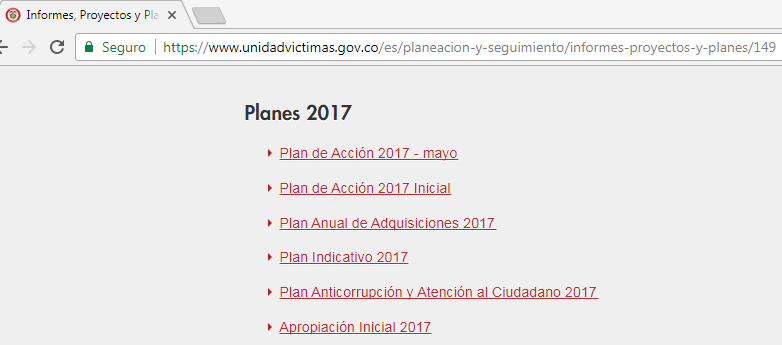 Informes, Proyectos y Pla
Seguro https://www.unidadvictimas.gov.co/es/planeacion-y-seguimiento/informes-proyectos-y-planes/149
Planes 2017
Plan de Acción 2017 - mayo
Plan de Acción 2017 Inicial
Plan Anual de Adquisiciones 2017
Plan Indicativo 2017
Plan Anticorrupción y Atención al Ciudadano 2017
Apropiación Inicial 2017